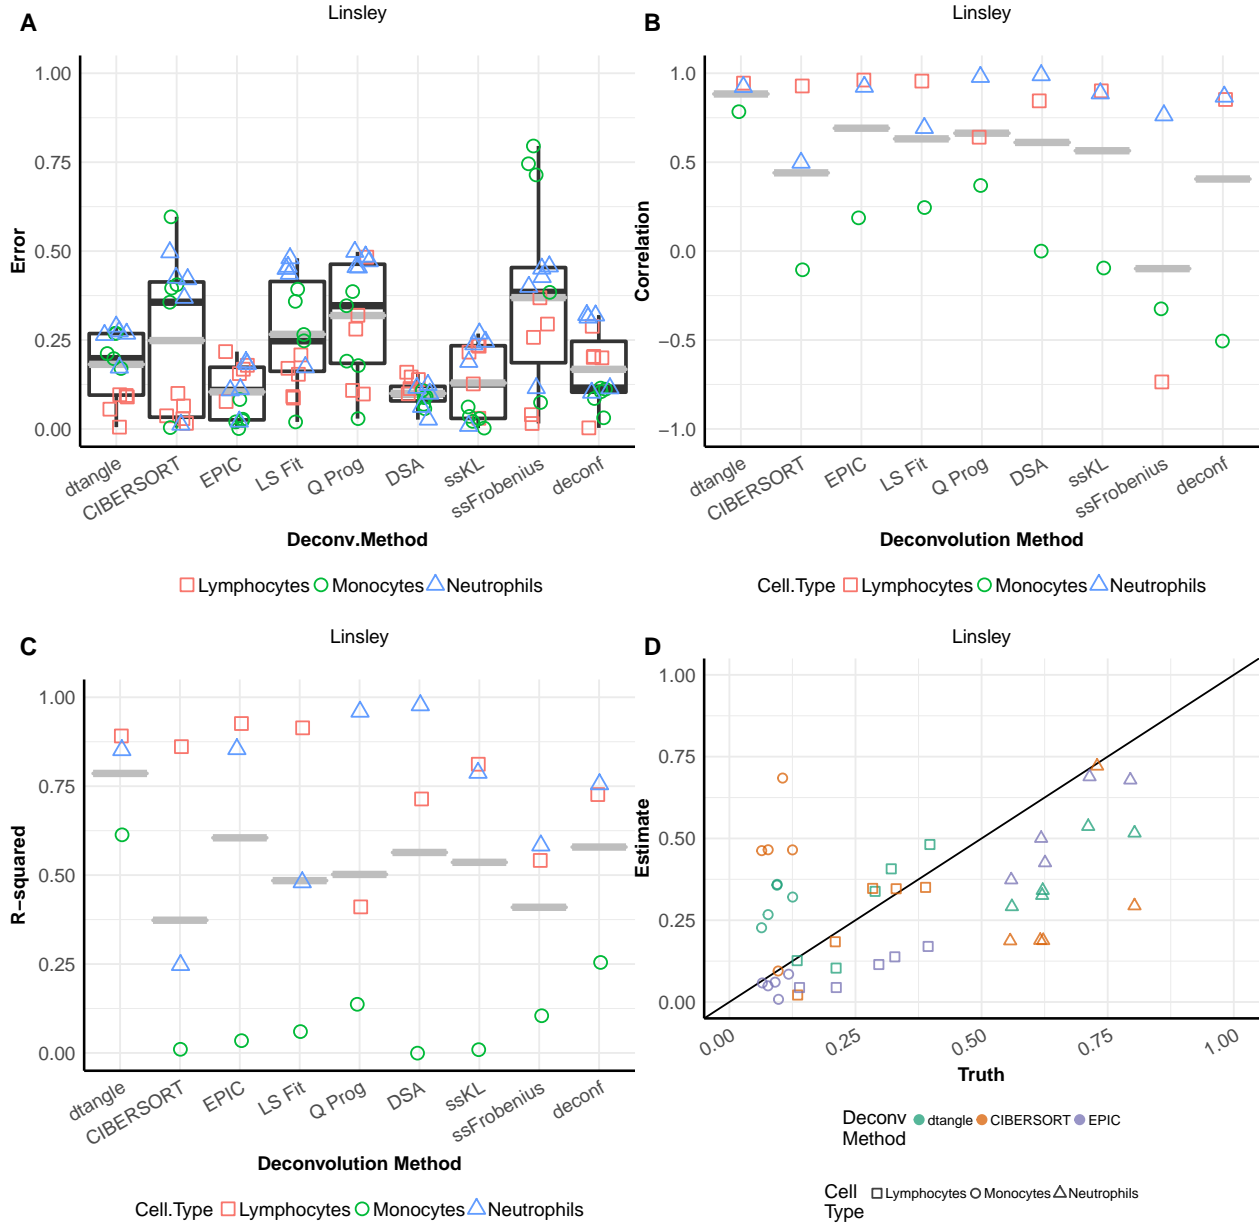 A
Linsley
1.00
0.75
0.50
0.25
0.00
Error
dtangle
CIBERSORT
EPIC
LS Fit
Q Prog
DSA
ssKL
ssFrobenius
deconf
Deconv.Method
Lymphocytes Monocytes Neutrophils
B
Linsley
1.0
0.5
0.0
−0.5
−1.0
Correlation
dtangle
CIBERSORT
EPIC
LS Fit
Q Prog
DSA
ssKL
ssFrobenius
deconf
Deconvolution Method
Cell.Type Lymphocytes Monocytes Neutrophils
C
Linsley
1.00
0.75
0.50
0.25
0.00
R−squared
dtangle
CIBERSORT
EPIC
LS Fit
Q Prog
DSA
ssKL
ssFrobenius
deconf
Deconvolution Method
Cell.Type Lymphocytes Monocytes Neutrophils
D
Linsley
1.00
0.75
0.50
0.25
0.00
Estimate
0.00
0.25
0.50
0.75
1.00
Truth
Deconv
Method
dtangle CIBERSORT EPIC
Cell
Type
Lymphocytes Monocytes Neutrophils